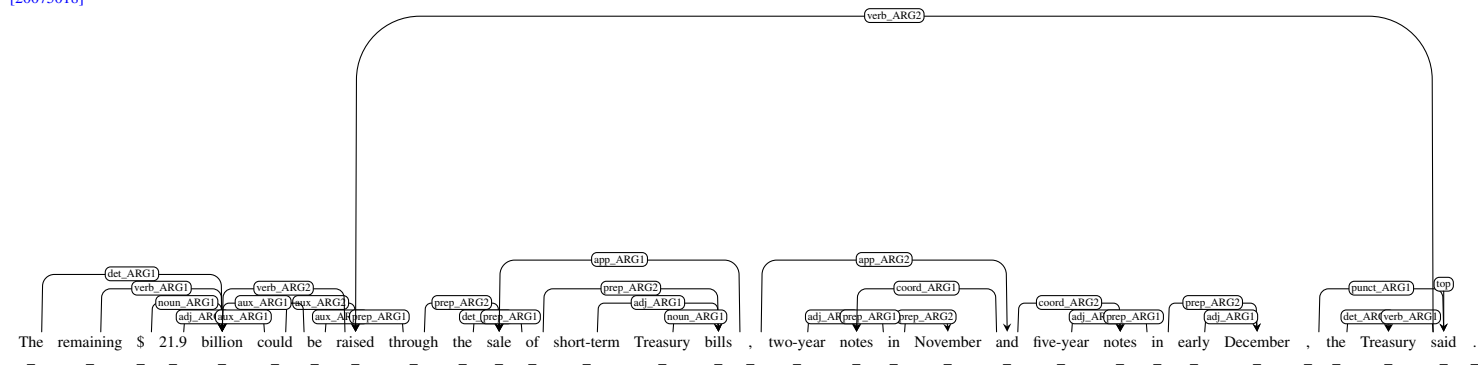 [20073018]
verb_ARG2
app_ARG1 app_ARG2
det_ARG1 top
verb_ARG1 verb_ARG2 prep_ARG2 coord_ARG1 punct_ARG1
noun_ARG1 aux_ARG1 aux_ARG2 prep_ARG2 adj_ARG1 coord_ARG2 prep_ARG2
aux_ARG1 prep_ARG1 prep_ARG1 noun_ARG1 prep_ARG1 prep_ARG2 prep_ARG1 adj_ARG1 verb_ARG1
The remaining $ 21.9 billion could be raised through the sale of short-term Treasury bills , two-year notes in November and five-year notes in early December , the Treasury said .